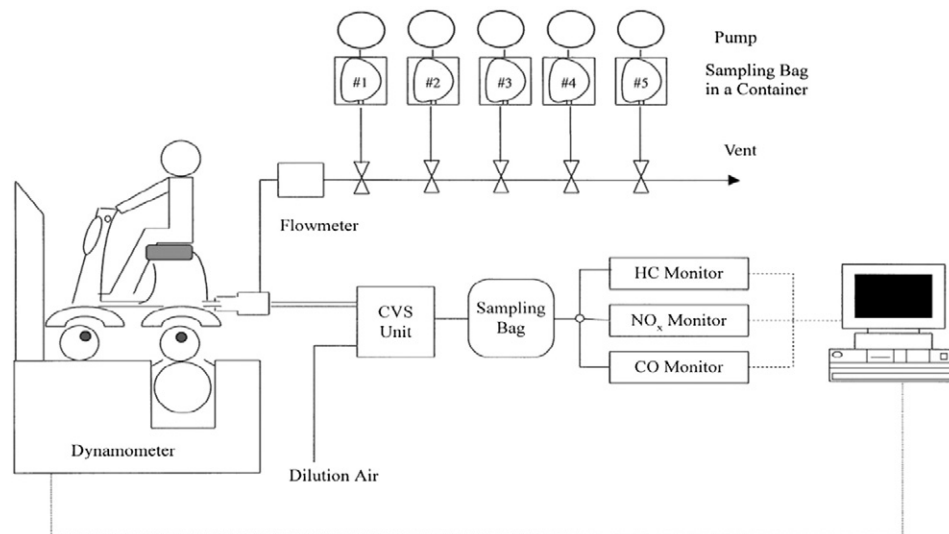 Pump
#1 #2 #3 #4 #5
Sampling Bag
in a Container
Vent
Flowmeter
HC Monitor
CVS
Unit
Sampling
Bag
NOₓ Monitor
CO Monitor
Dynamometer
Dilution Air